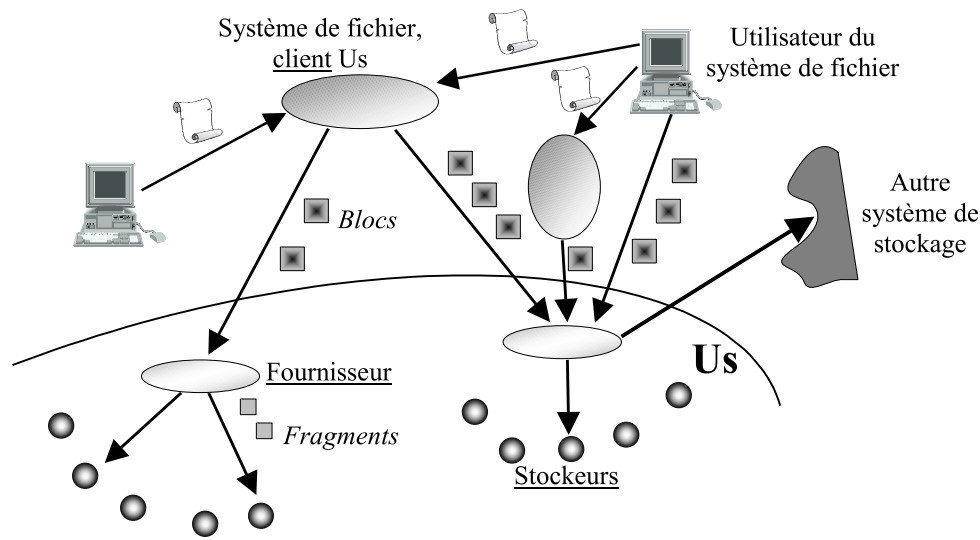 Système de fichier,
client Us
Utilisateur du
système de fichier
Autre
système de
stockage
Blocs
Us
Fournisseur
Fragments
Stockeurs